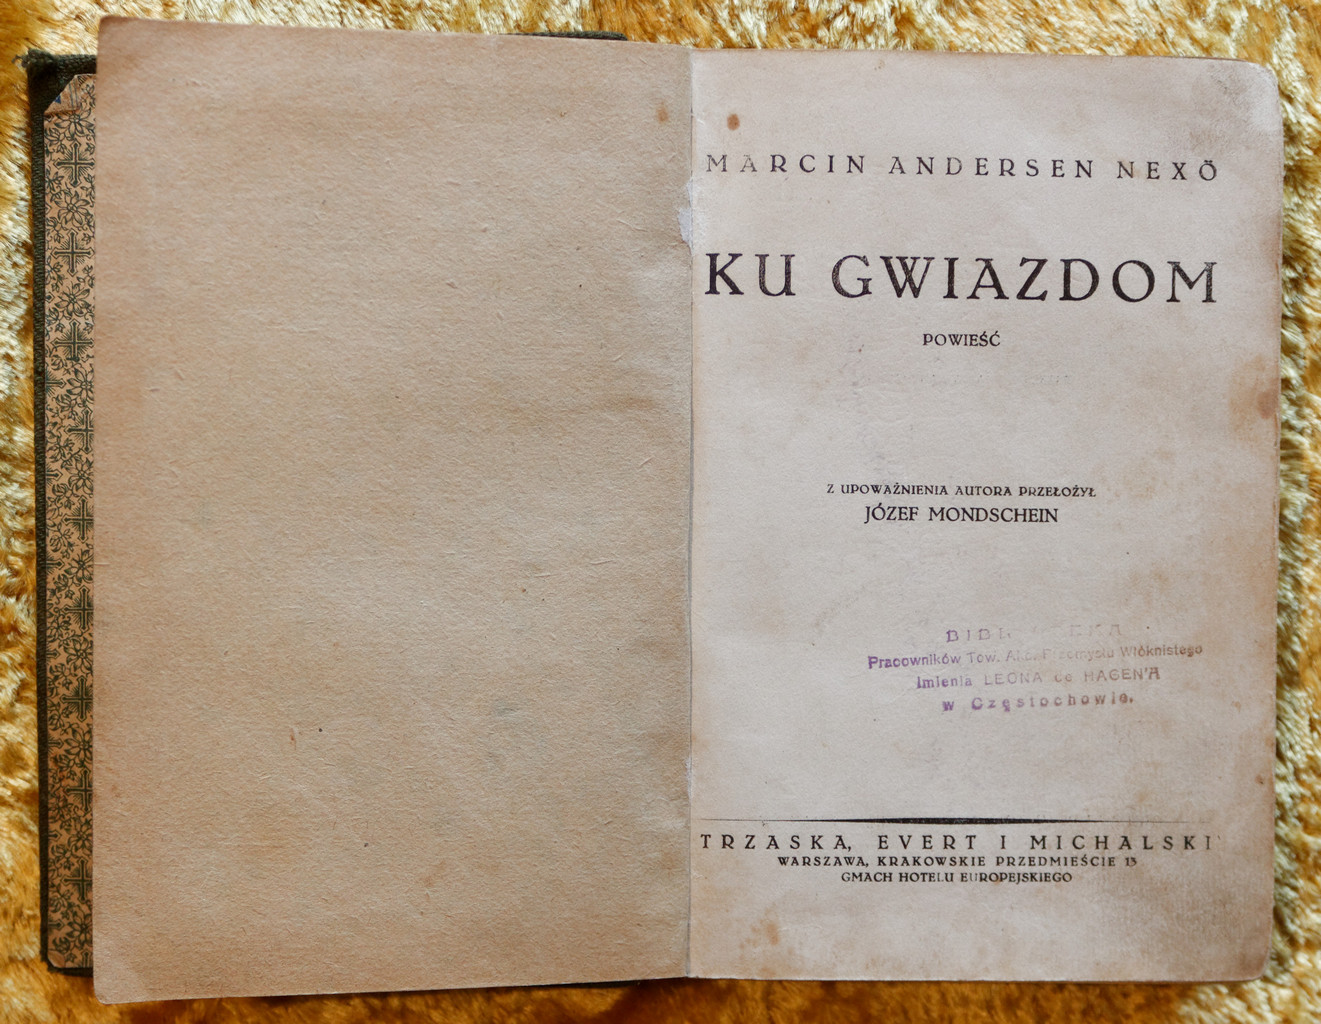 MARCIN ANDERSEN NEXÖ
KU GWIAZDOM
POWIEŚĆ
Z UPOWAŻNIENIA AUTORA PRZEŁOŻYŁ
JÓZEF MONDSCHEIN
Pracowników Tow. Akc. Przemysłu Włóknistego
Imienia LEONA de HAGEN'A
w Częstochowie.
TRZASKA, EVERT I MICHALSKI
WARSZAWA, KRAKOWSKIE PRZEDMIEŚCIE 13
GMACH HOTELU EUROPEJSKIEGO